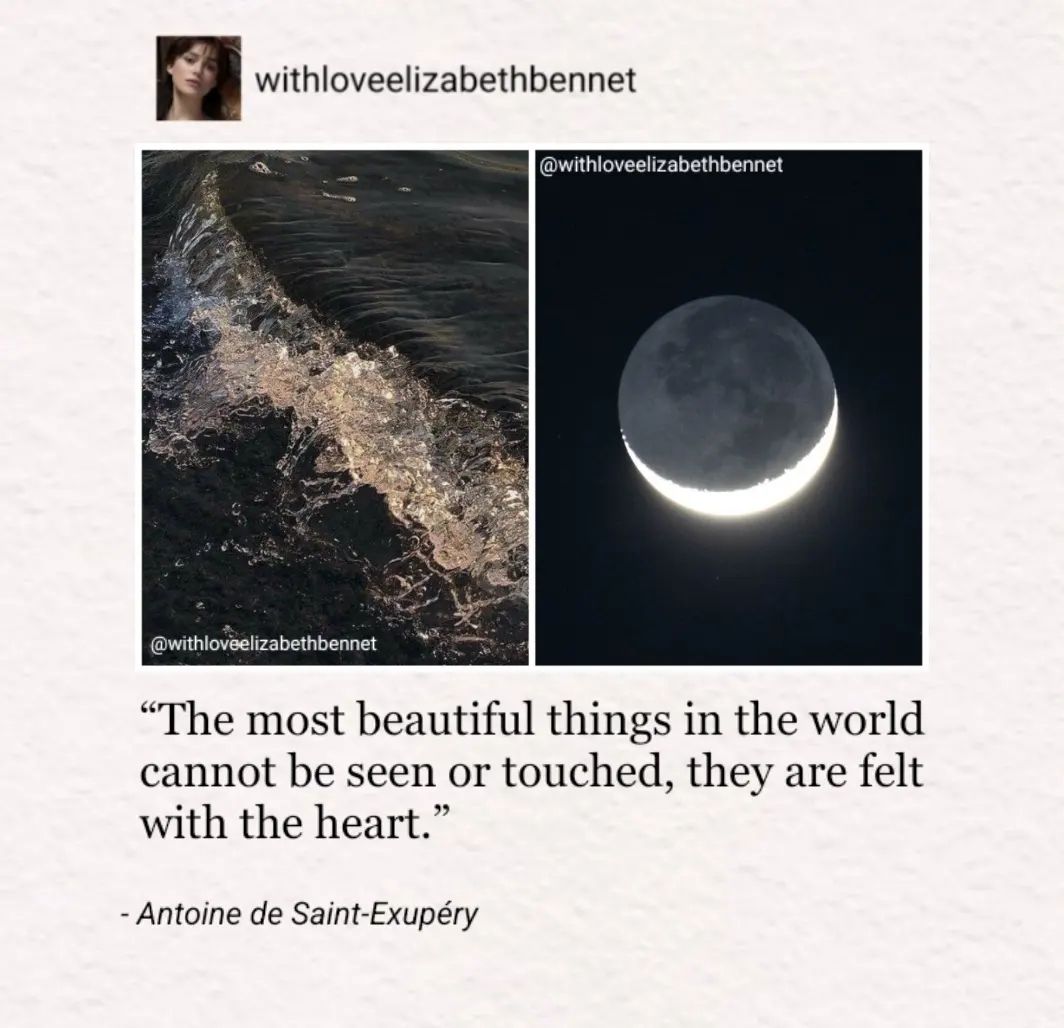 withloveelizabethbennet
@withloveelizabethbennet
@withloveelizabethbennet
“The most beautiful things in the world
cannot be seen or touched, they are felt
with the heart.”
- Antoine de Saint-Exupéry